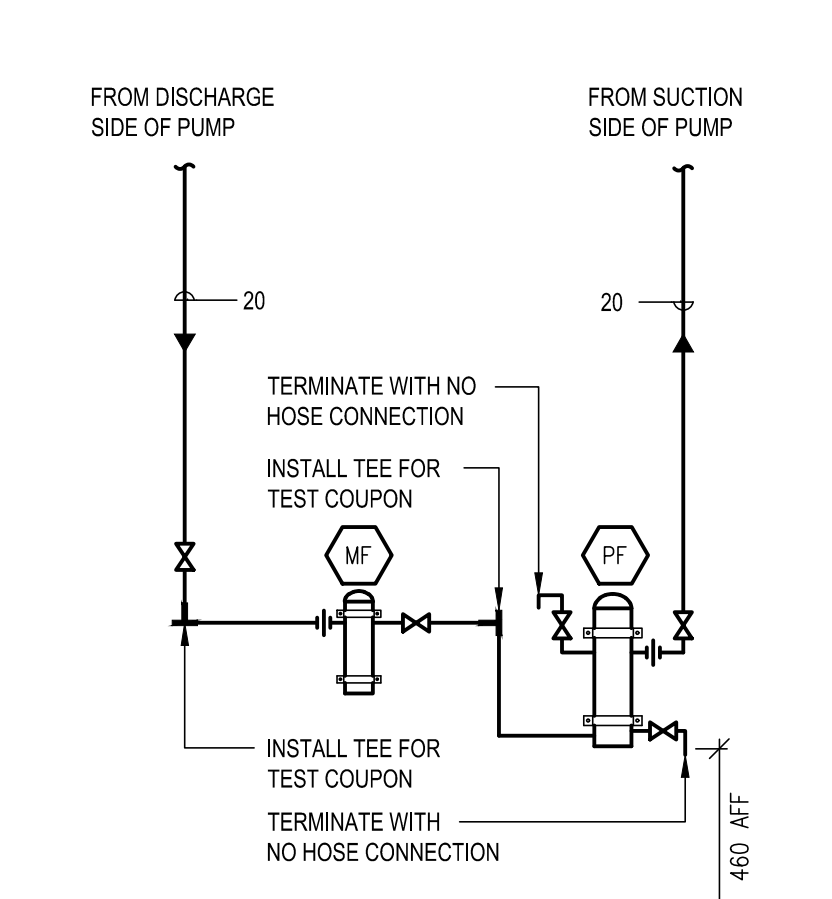 FROM DISCHARGE
SIDE OF PUMP
FROM SUCTION
SIDE OF PUMP
20
20
TERMINATE WITH NO
HOSE CONNECTION
INSTALL TEE FOR
TEST COUPON
MF
PF
INSTALL TEE FOR
TEST COUPON
TERMINATE WITH
NO HOSE CONNECTION
460 AFF